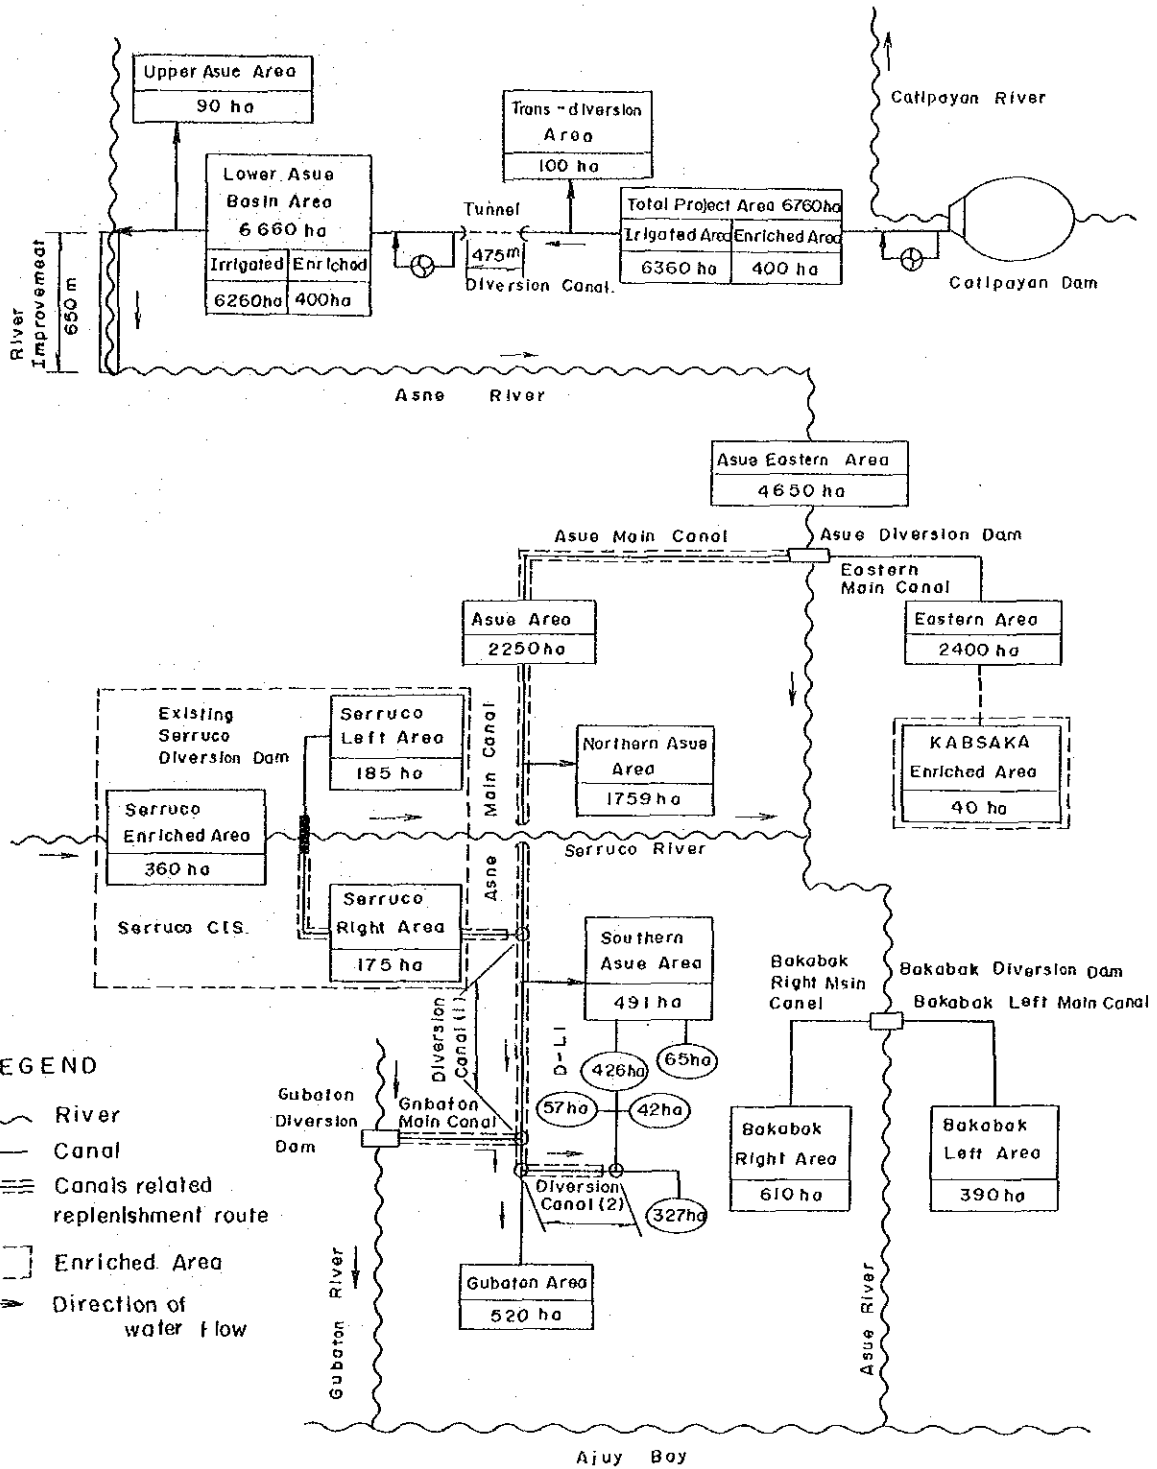 Upper Asue Area
90 ha
Lower Asue
Basin Area
6660 ha
Irrigated
Enriched
6260ha
400ha
Tunnel
475m
Diversion Canal.
Trans-diversion
Area
100 ha
Total Project Area 6760ha
Irrigated Area
Enriched Area
6360 ha
400 ha
Catipayan River
Catipayan Dam
River
Improvemeat
650 m
Asne River
Asue Eastern Area
4650 ha
Asue Main Canal
Asue Diversion Dam
Eastern
Main Canal
Asue Area
2250ha
Eastern Area
2400 ha
KABSAKA
Enriched Area
40 ha
Existing
Serruco
Diversion Dam
Serruco
Left Area
185 ha
Asne Main Canal
Northern Asue
Area
1759 ha
Serruco
Enriched Area
360 ha
Serruco River
Serruco CIS.
Serruco
Right Area
175 ha
Southern
Asue Area
491 ha
Bakabak
Right Msin
Canel
Bakabak Diversion Dam
Bakabak Left Main Canal
Diversion
Canal (1)
D-L1
426ha
65ha
57ha
42ha
327ha
EGEND
River
Canal
Canals related
replenishment route
Enriched Area
Direction of
water flow
Gubaton
Diversion
Dam
Gnbaton
Main Canal
Diversion
Canal (2)
Bakabak
Right Area
610 ha
Bakabak
Left Area
390 ha
Gubaton Area
520 ha
Gubaton River
Asue River
Ajuy Bay